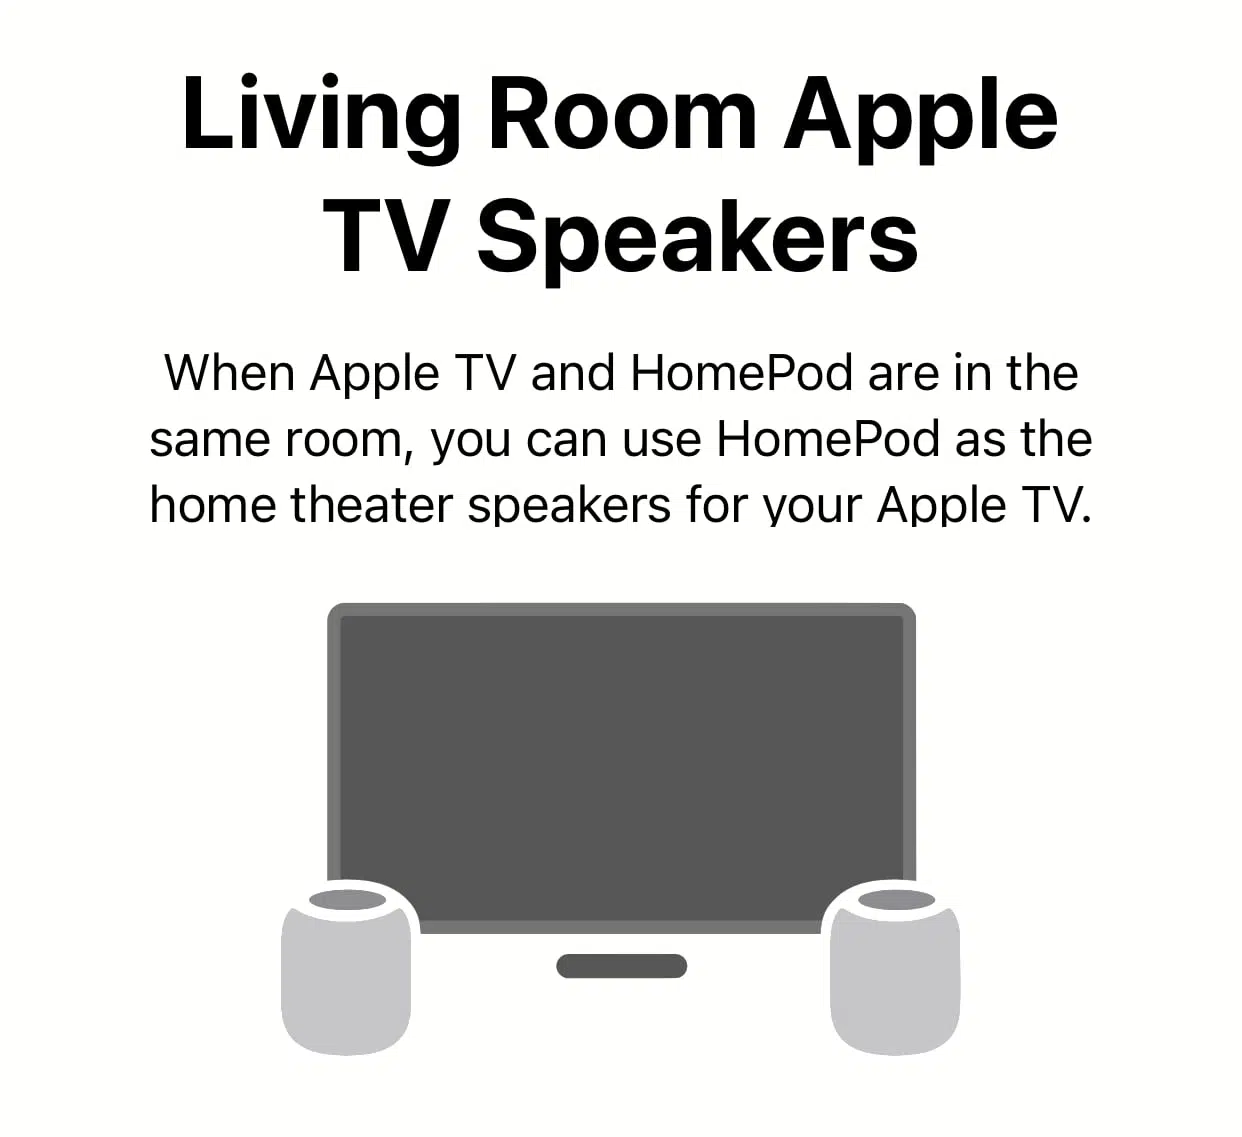 Living Room Apple
TV Speakers
When Apple TV and HomePod are in the
same room, you can use HomePod as the
home theater speakers for your Apple TV.